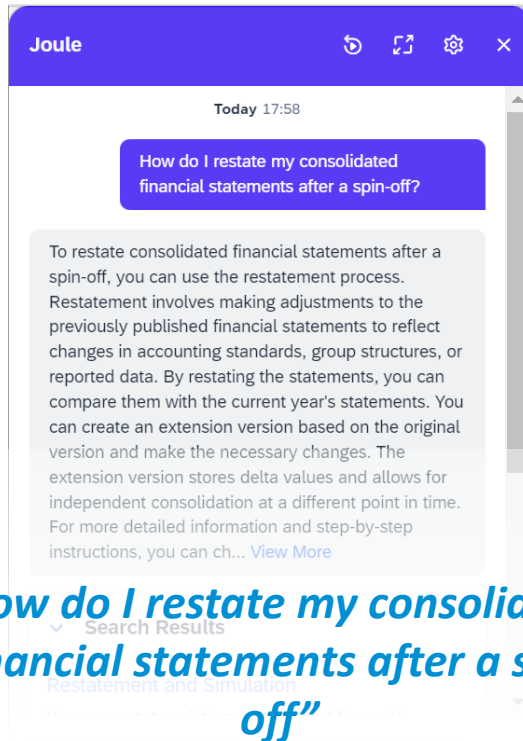 Joule
Today 17:58
How do I restate my consolidated
financial statements after a spin-off?
To restate consolidated financial statements after a
spin-off, you can use the restatement process.
Restatement involves making adjustments to the
previously published financial statements to reflect
changes in accounting standards, group structures, or
reported data. By restating the statements, you can
compare them with the current year's statements. You
can create an extension version based on the original
version and make the necessary changes. The
extension version stores delta values and allows for
independent consolidation at a different point in time.
For more detailed information and step-by-step
instructions, you can ch... View More
ow do I restate my consolid
Search Results
nancial statements after a s
Restatement and Simulation
off”